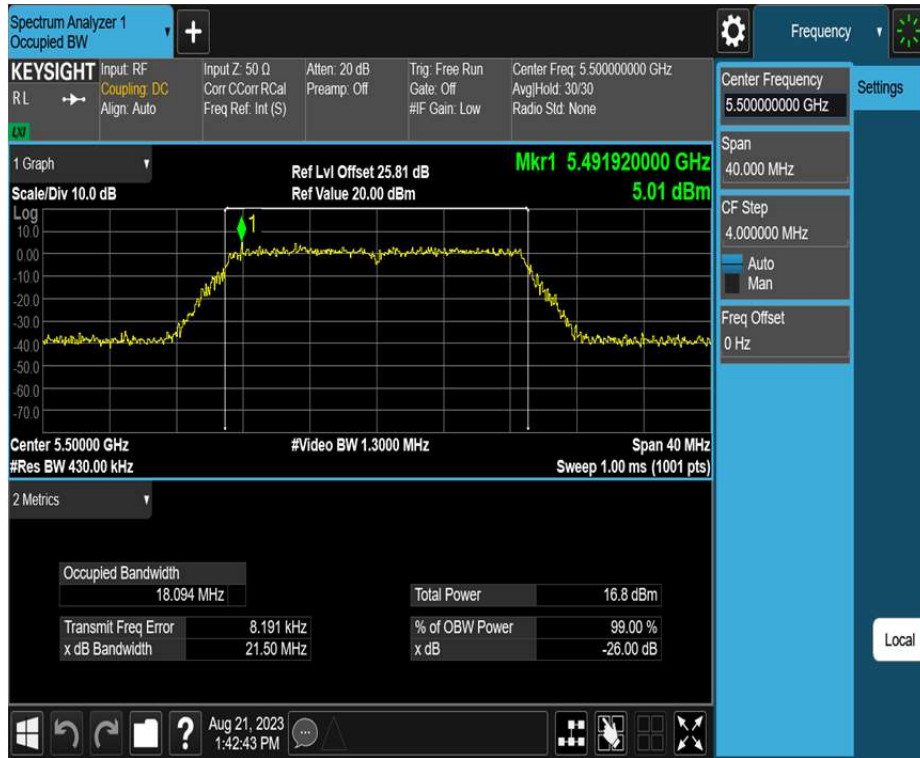 Spectrum Analyzer 1
Occupied BW
+
Frequency
KEYSIGHT
R L
LXI
Input: RF
Coupling: DC
Align: Auto
Input Z: 50 Ω
Corr CCorr RCal
Freq Ref: Int (S)
Atten: 20 dB
Preamp: Off
Trig: Free Run
Gate: Off
#IF Gain: Low
Center Freq: 5.500000000 GHz
Avg|Hold: 30/30
Radio Std: None
Center Frequency
5.500000000 GHz
Settings
Span
40.000 MHz
CF Step
4.000000 MHz
Auto
Man
Freq Offset
0 Hz
1 Graph
Scale/Div 10.0 dB
Ref Lvl Offset 25.81 dB
Ref Value 20.00 dBm
Mkr1 5.491920000 GHz
5.01 dBm
Log
1
10.0
0.00
-10.0
-20.0
-30.0
-40.0
-50.0
-60.0
-70.0
Center 5.50000 GHz
#Res BW 430.00 kHz
#Video BW 1.3000 MHz
Span 40 MHz
Sweep 1.00 ms (1001 pts)
2 Metrics
Occupied Bandwidth
18.094 MHz
Total Power 16.8 dBm
Transmit Freq Error 8.191 kHz
% of OBW Power 99.00 %
x dB Bandwidth 21.50 MHz
x dB -26.00 dB
Local
?
Aug 21, 2023
1:42:43 PM